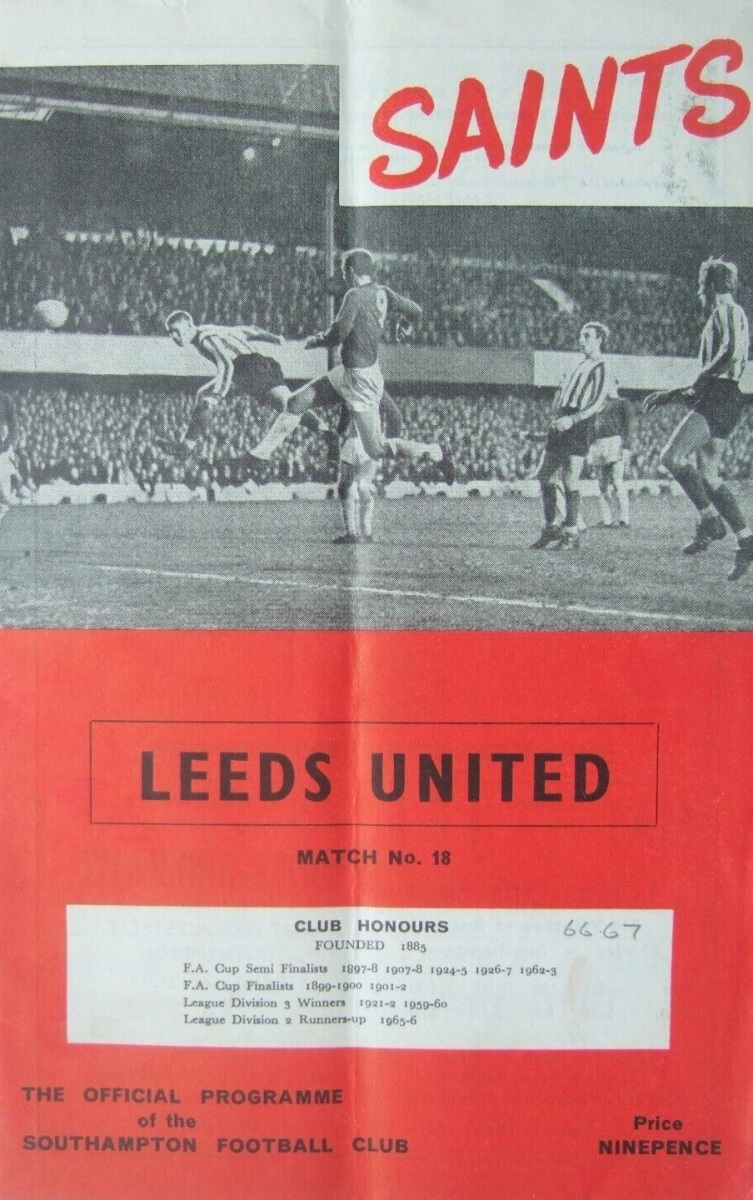 SAINTS
9
LEEDS UNITED
MATCH No. 18
CLUB HONOURS
66-67
FOUNDED 1885
F.A. Cup Semi Finalists 1897-8 1907-8 1924-5 1926-7 1962-3
F.A. Cup Finalists 1899-1900 1901-2
League Division 3 Winners 1921-2 1959-60
League Division 2 Runners-up 1965-6
THE OFFICIAL PROGRAMME
of the
SOUTHAMPTON FOOTBALL CLUB
Price
NINEPENCE